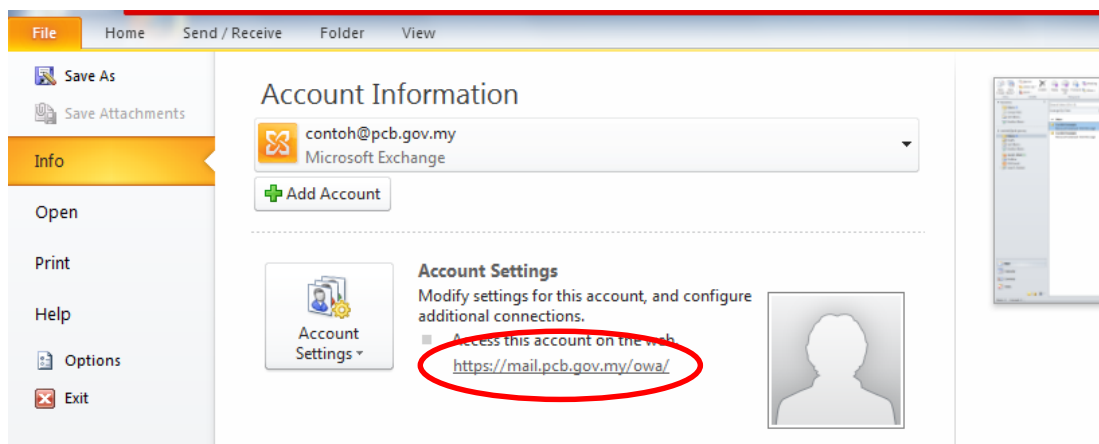 File Home Send / Receive Folder View
Save As
Save Attachments
Info
Open
Print
Help
Options
Exit
Account Information
contoh@pcb.gov.my
Microsoft Exchange
Add Account
Account Settings
Modify settings for this account, and configure
additional connections.
Access this account on the web.
https://mail.pcb.gov.my/owa/
Account
Settings